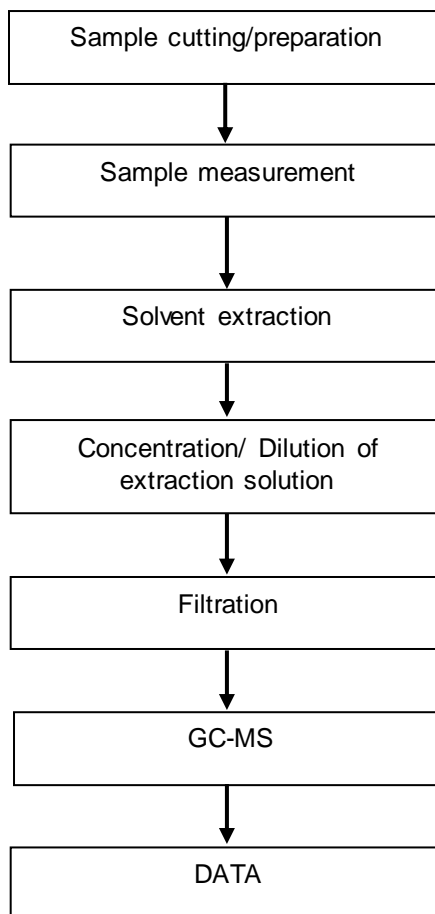 Sample cutting/preparation
Sample measurement
Solvent extraction
Concentration/ Dilution of
extraction solution
Filtration
GC-MS
DATA